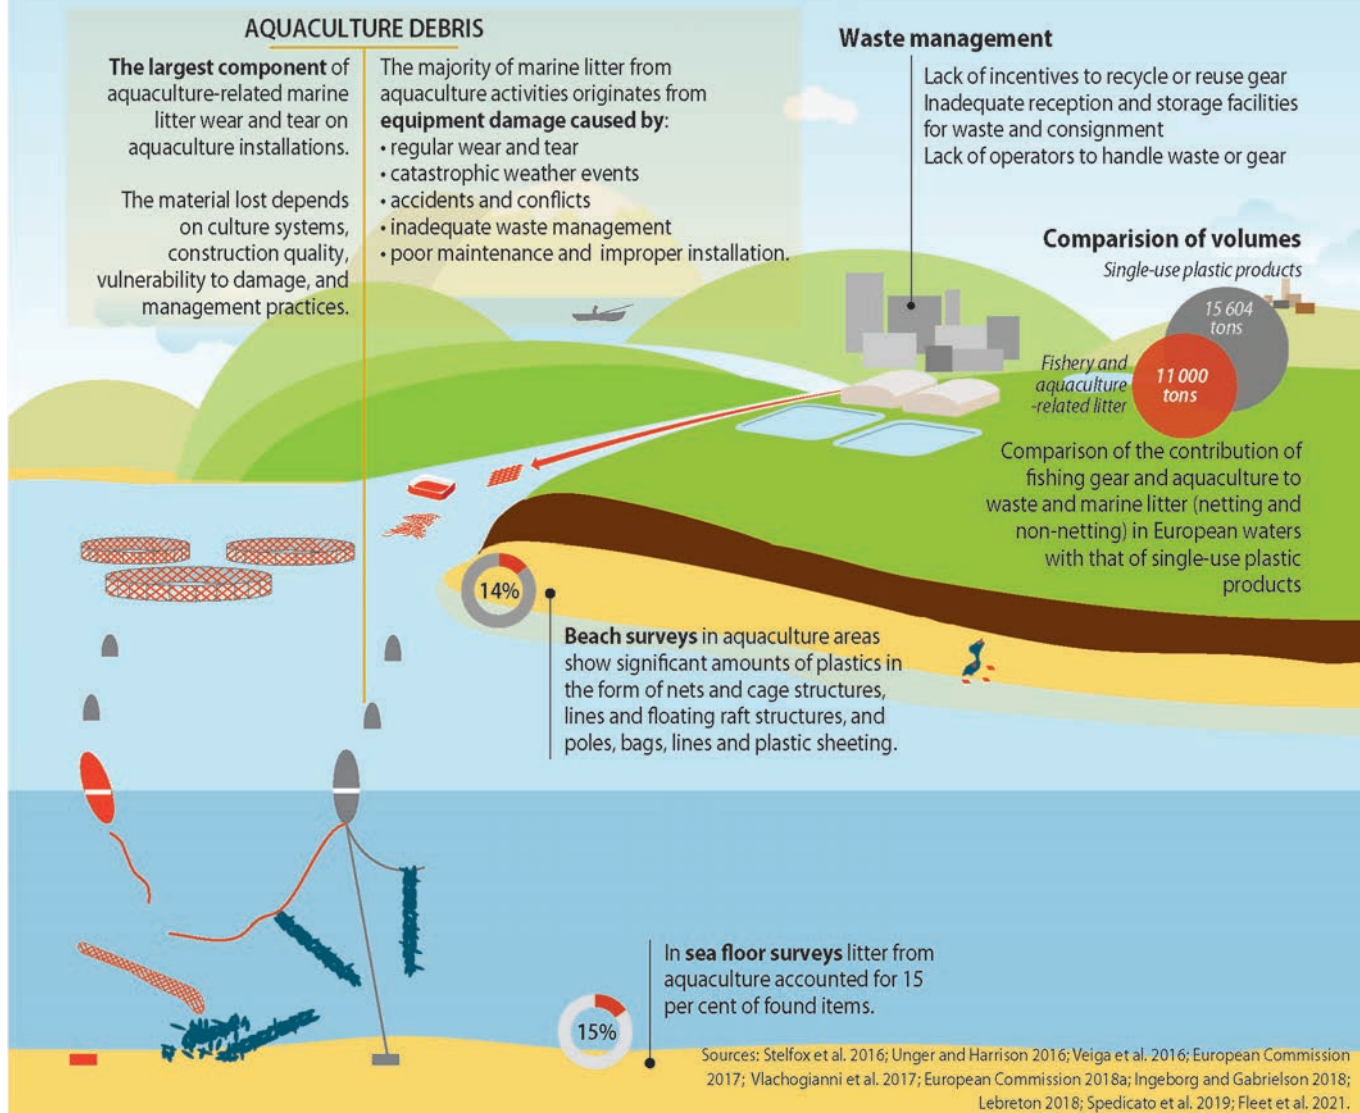 AQUACULTURE DEBRIS
The largest component of
aquaculture-related marine
litter wear and tear on
aquaculture installations.
The material lost depends
on culture systems,
construction quality,
vulnerability to damage, and
management practices.
The majority of marine litter from
aquaculture activities originates from
equipment damage caused by:
• regular wear and tear
• catastrophic weather events
• accidents and conflicts
• inadequate waste management
• poor maintenance and improper installation.
Waste management
Lack of incentives to recycle or reuse gear
Inadequate reception and storage facilities
for waste and consignment
Lack of operators to handle waste or gear
Comparision of volumes
Single-use plastic products
15 604
tons
Fishery and
aquaculture
-related litter
11 000
tons
Comparison of the contribution of
fishing gear and aquaculture to
waste and marine litter (netting and
non-netting) in European waters
with that of single-use plastic
products
14%
Beach surveys in aquaculture areas
show significant amounts of plastics in
the form of nets and cage structures,
lines and floating raft structures, and
poles, bags, lines and plastic sheeting.
In sea floor surveys litter from
aquaculture accounted for 15
per cent of found items.
15%
Sources: Stelfox et al. 2016; Unger and Harrison 2016; Veiga et al. 2016; European Commission
2017; Vlachogianni et al. 2017; European Commission 2018a; Ingeborg and Gabrielson 2018;
Lebreton 2018; Spedicato et al. 2019; Fleet et al. 2021.